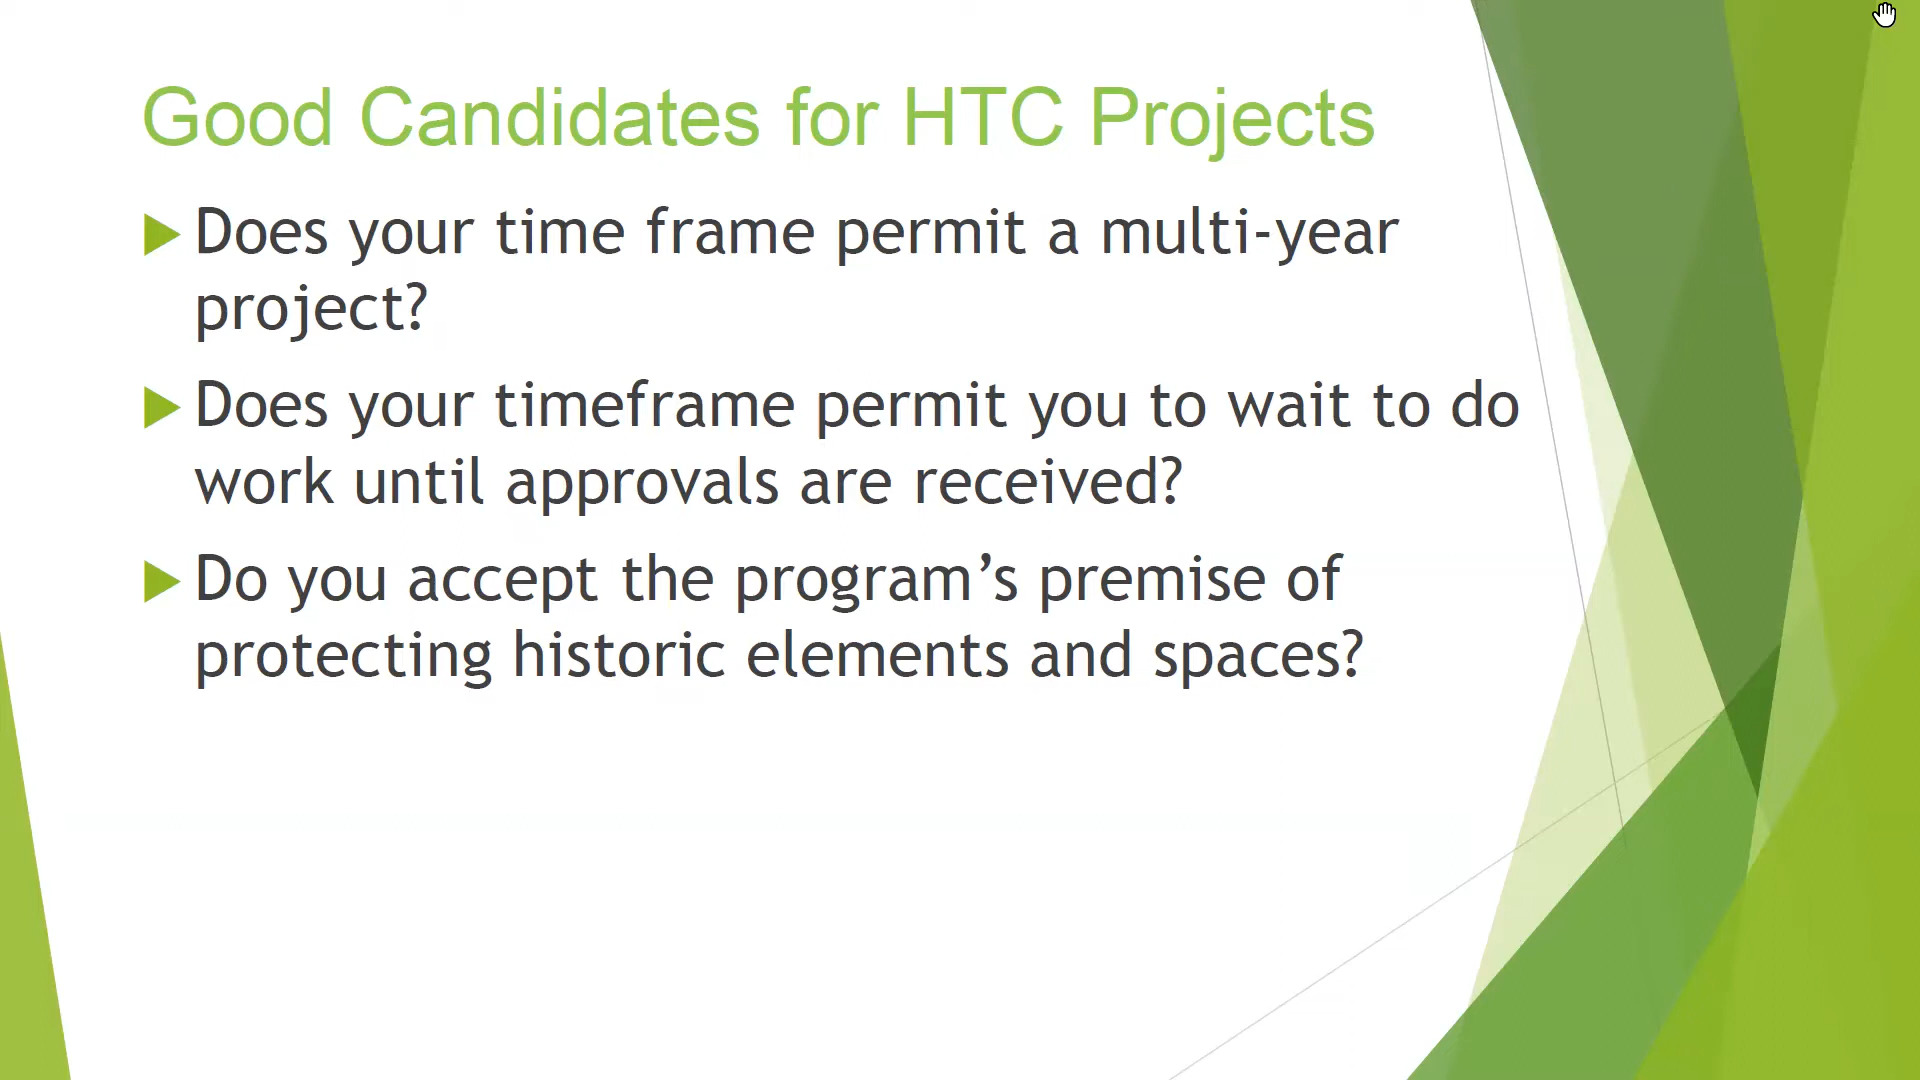 Good Candidates for HTC Projects
Does your time frame permit a multi-year
project?
Does your timeframe permit you to wait to do
work until approvals are received?
Do you accept the program’s premise of
protecting historic elements and spaces?